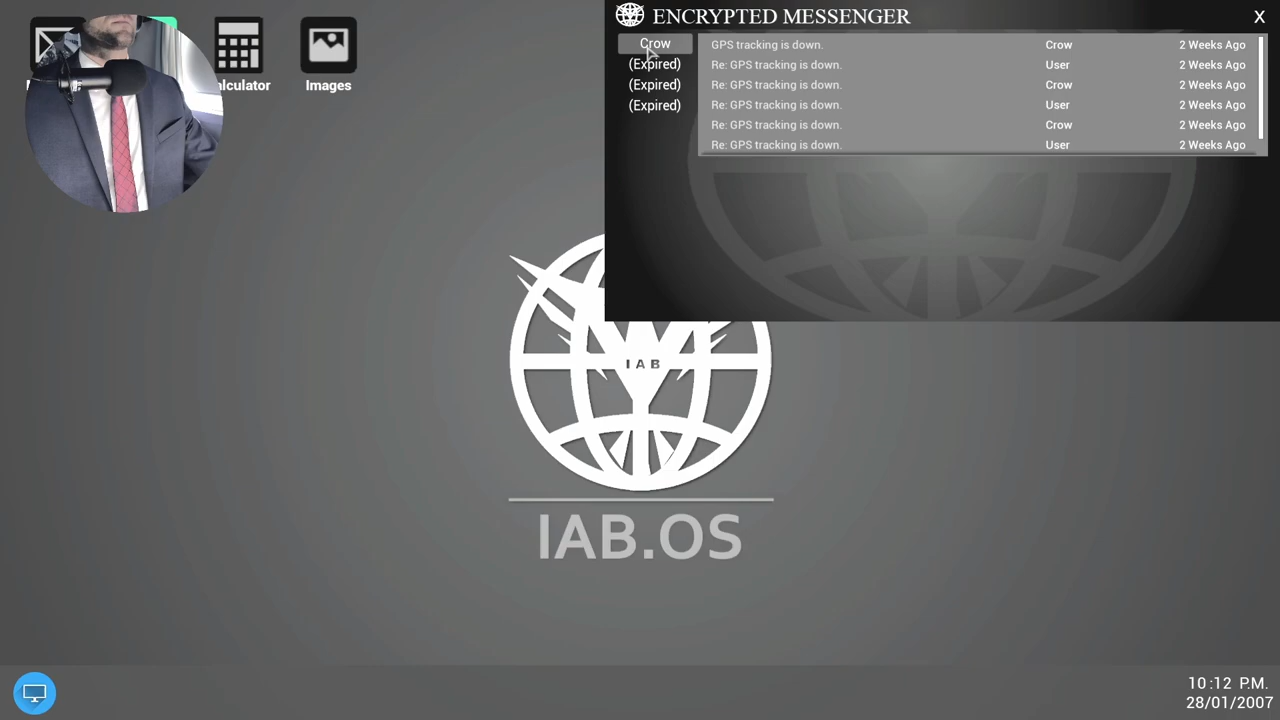 ENCRYPTED MESSENGER X
Crow
(Expired)
(Expired)
(Expired)
GPS tracking is down. Crow 2 Weeks Ago
Re: GPS tracking is down. User 2 Weeks Ago
Re: GPS tracking is down. Crow 2 Weeks Ago
Re: GPS tracking is down. User 2 Weeks Ago
Re: GPS tracking is down. Crow 2 Weeks Ago
Re: GPS tracking is down. User 2 Weeks Ago
Images
IAB
IAB.OS
10:12 P.M.
28/01/2007